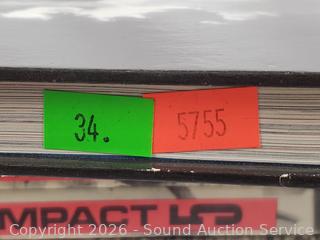 34. 5755
MPACT
Copyright 2026 - Sound Auction Service